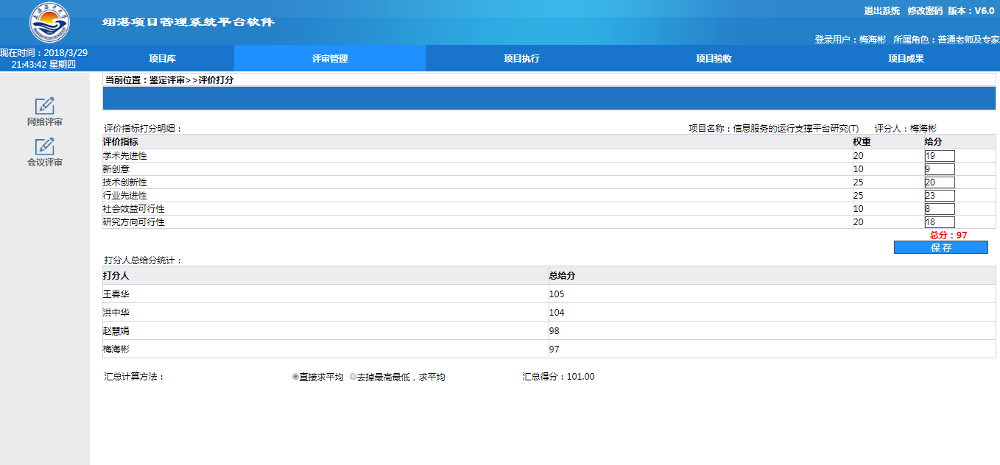 退出系统 修改密码 版本：V6.0
翊港项目管理系统平台软件
登录用户：梅海彬 所属角色：普通老师及专家
现在时间：2018/3/29
21:43:42 星期四
项目库 评审管理 项目执行 项目验收 项目成果
当前位置：鉴定评审>>评价打分
网络评审
会议评审
评价指标打分明细： 项目名称：信息服务的运行支撑平台研究(T) 评分人：梅海彬
评价指标 权重 给分
学术先进性 20 19
新创意 10 9
技术创新性 25 20
行业先进性 25 23
社会效益可行性 10 8
研究方向可行性 20 18
总分：97
保 存
打分人总给分统计：
打分人 总给分
王春华 105
洪中华 104
赵慧娟 98
梅海彬 97
汇总计算方法： 直接求平均 去掉最高最低，求平均 汇总得分：101.00